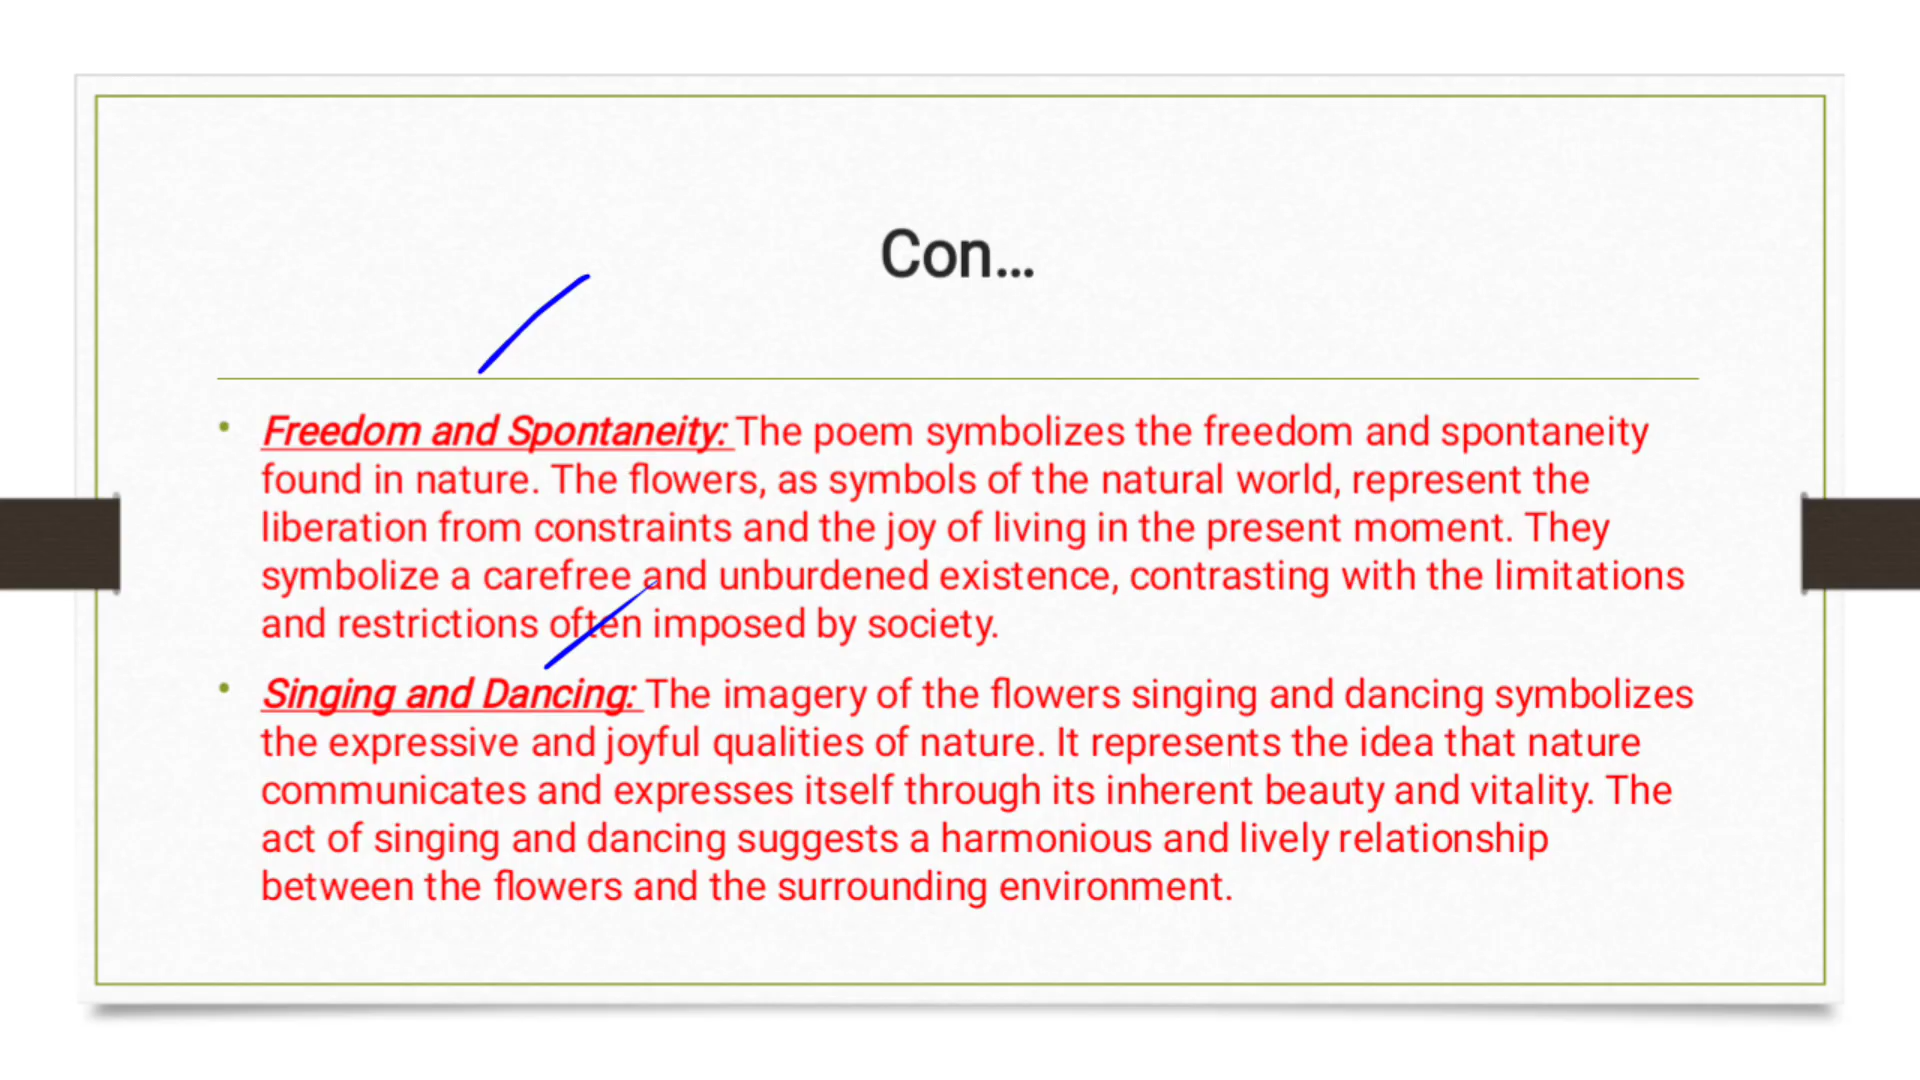 Con...
• Freedom and Spontaneity: The poem symbolizes the freedom and spontaneity
found in nature. The flowers, as symbols of the natural world, represent the
liberation from constraints and the joy of living in the present moment. They
symbolize a carefree and unburdened existence, contrasting with the limitations
and restrictions often imposed by society.
• Singing and Dancing: The imagery of the flowers singing and dancing symbolizes
the expressive and joyful qualities of nature. It represents the idea that nature
communicates and expresses itself through its inherent beauty and vitality. The
act of singing and dancing suggests a harmonious and lively relationship
between the flowers and the surrounding environment.